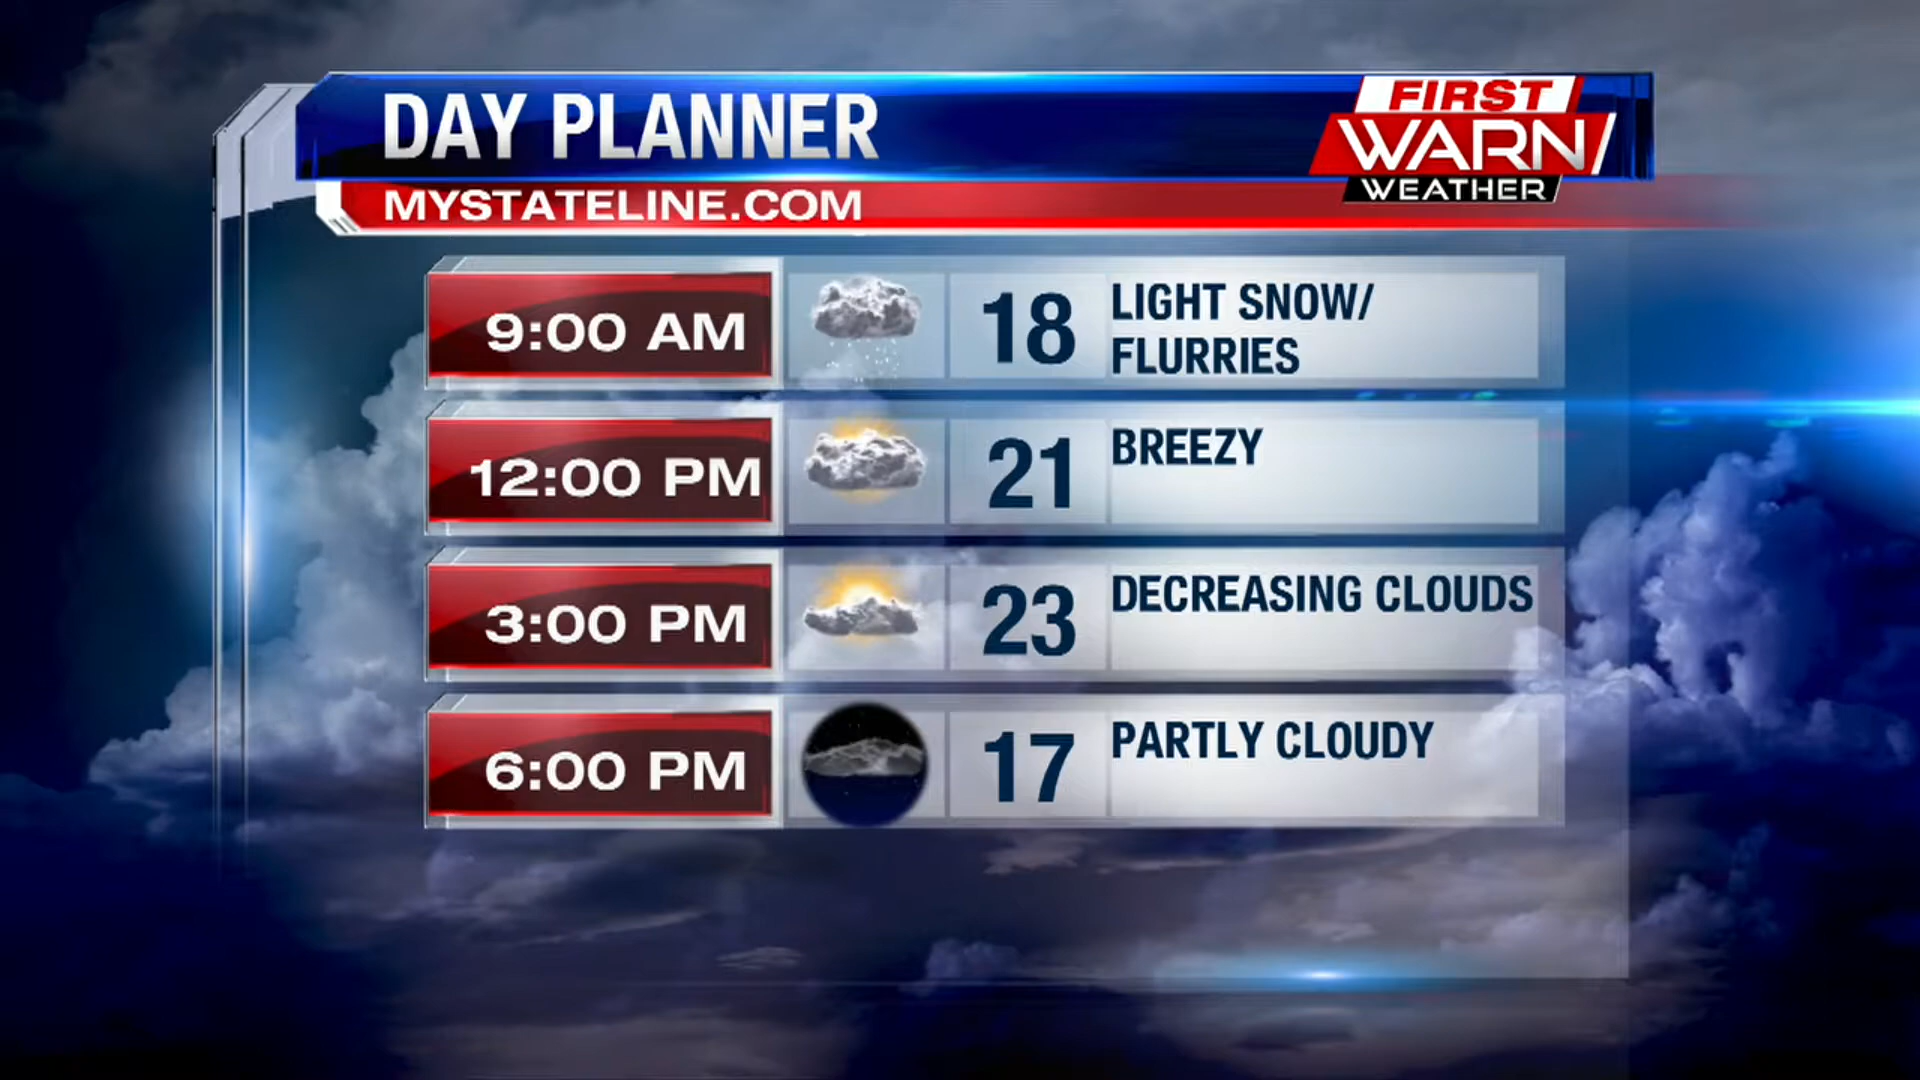 DAY PLANNER
MYSTATELINE.COM
FIRST
WARN
WEATHER
9:00 AM 18 LIGHT SNOW/
FLURRIES
12:00 PM 21 BREEZY
3:00 PM 23 DECREASING CLOUDS
6:00 PM 17 PARTLY CLOUDY